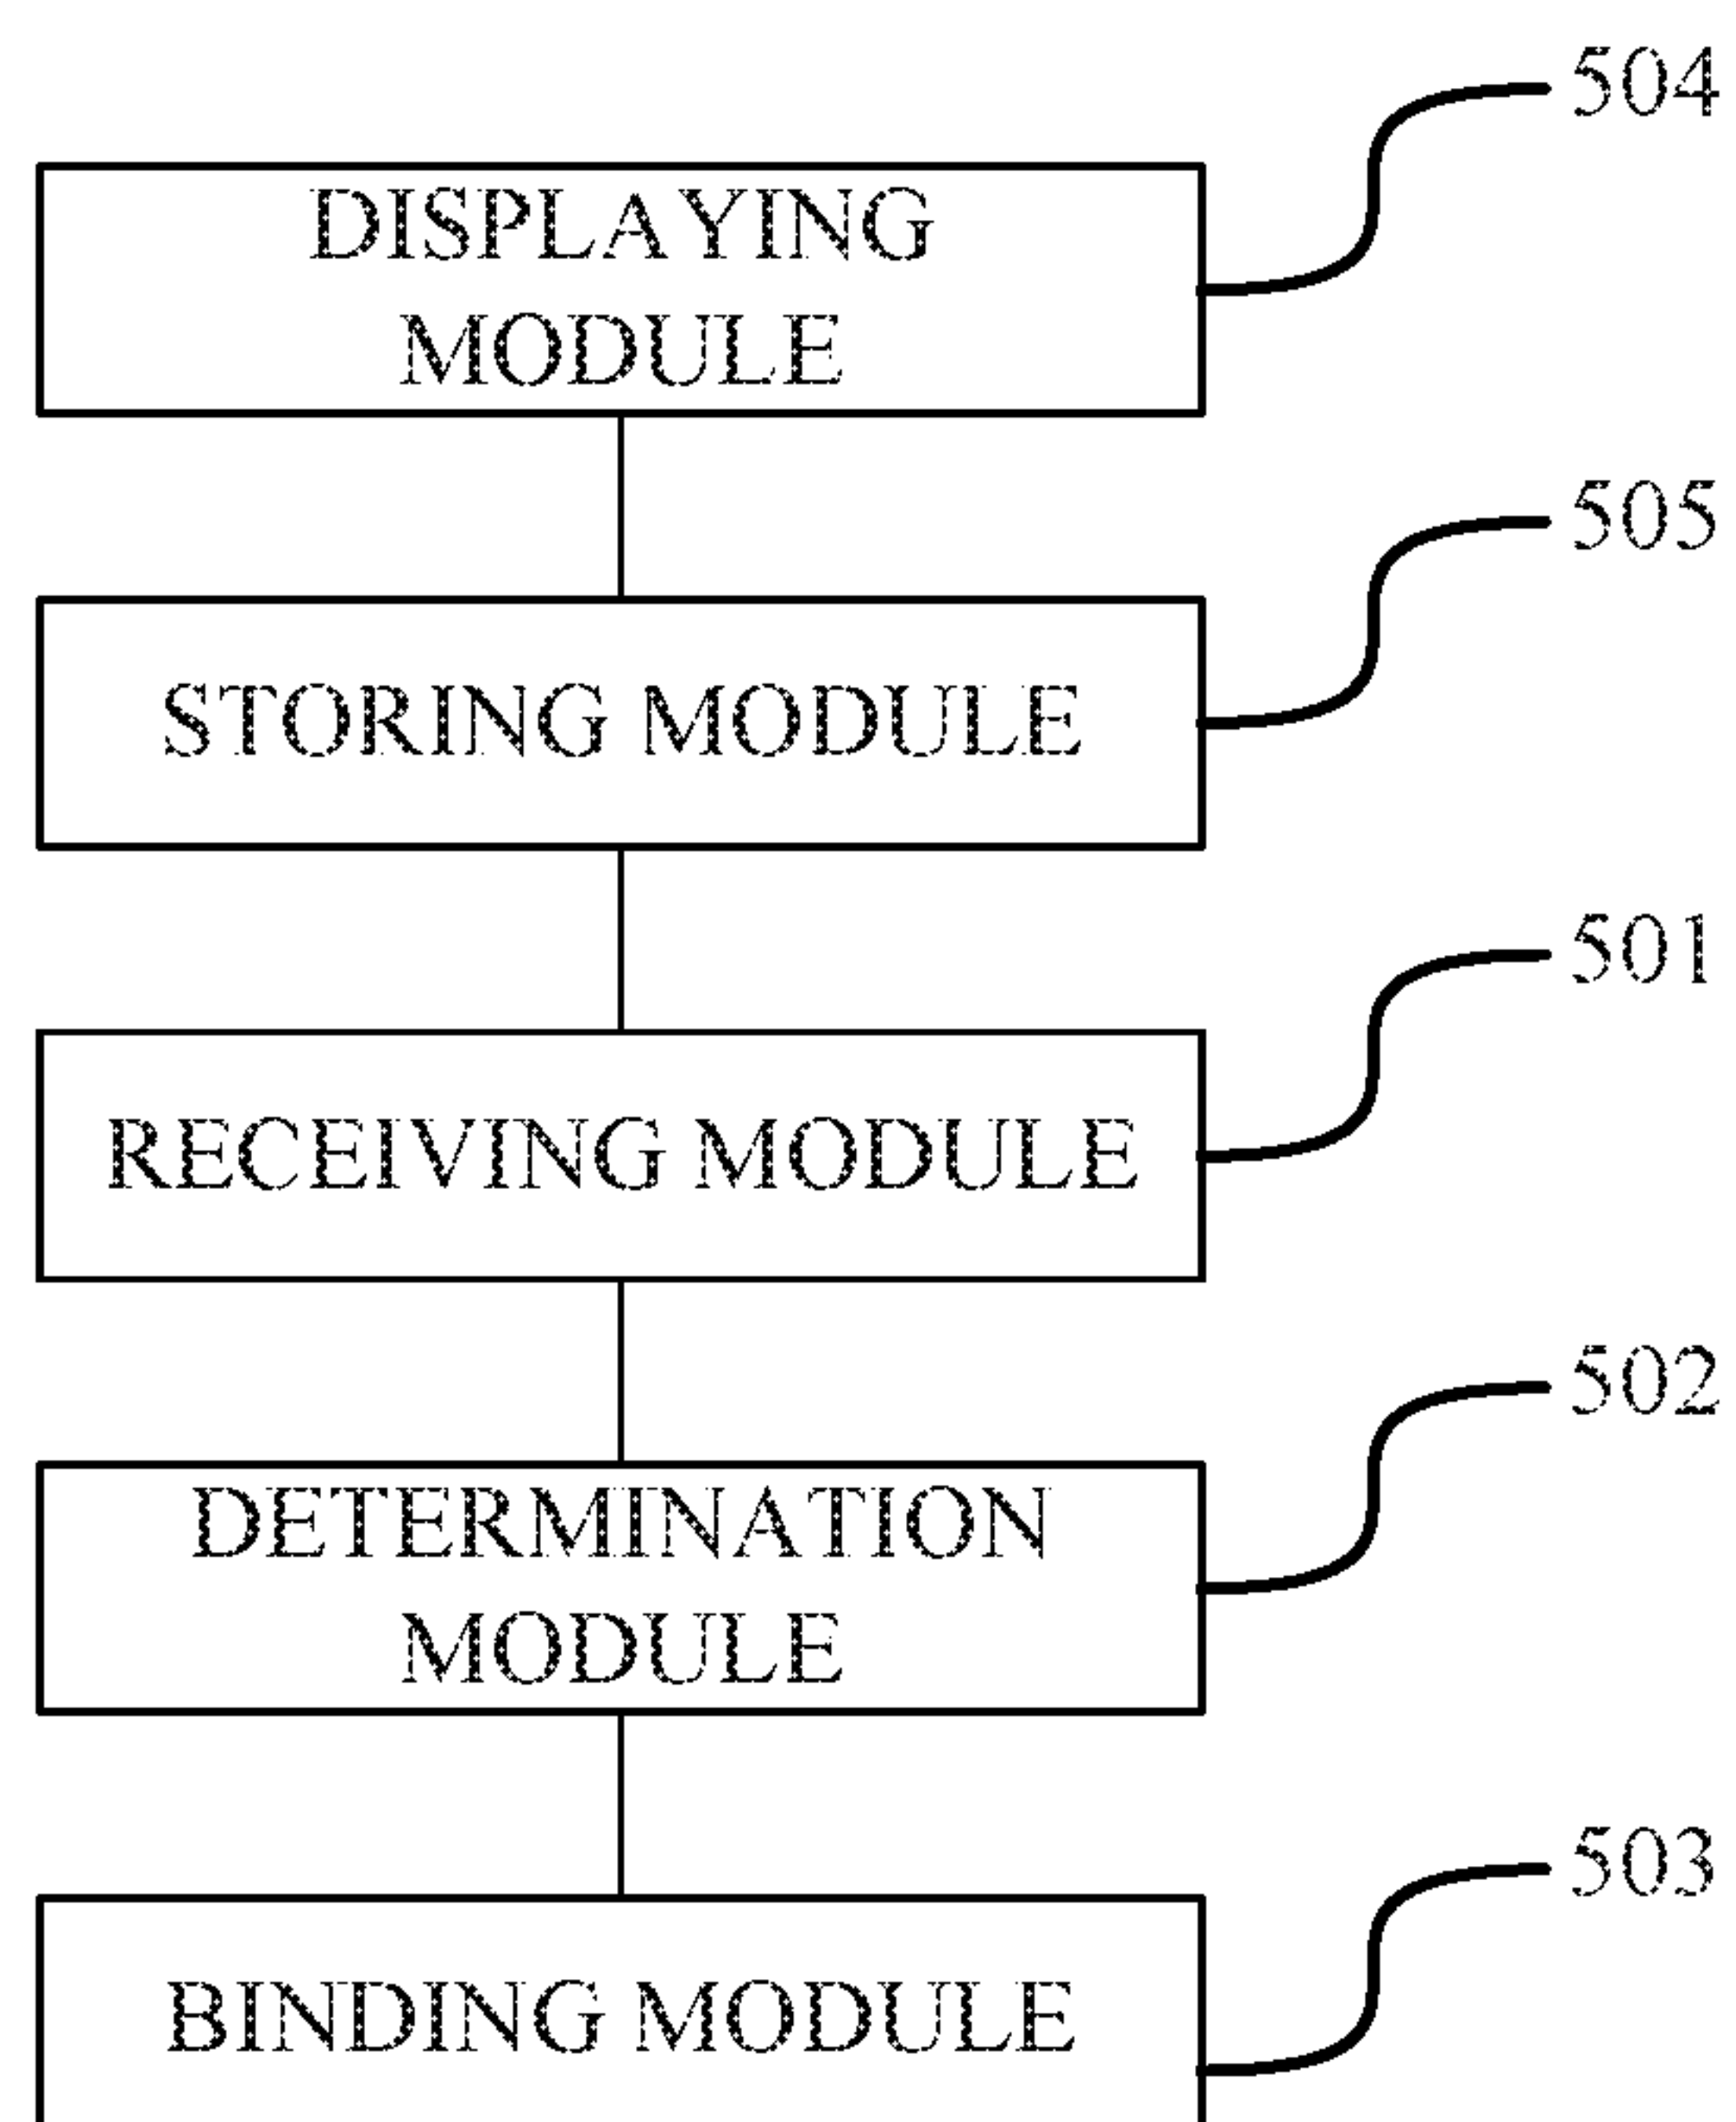 504
DISPLAYING
MODULE
505
STORING MODULE
501
RECEIVING MODULE
502
DETERMINATION
MODULE
503
BINDING MODULE